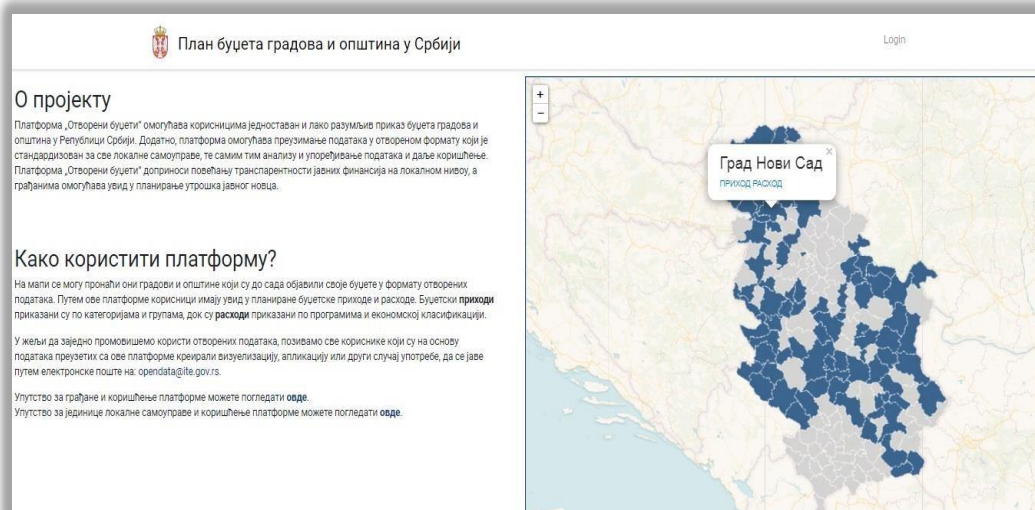 План буџета градова и општина у Србији
Login
О пројекту
Платформа „Отворени буџети“ омогућава корисницима једноставан и лако разумљив приказ буџета градова и
општина у Републици Србији. Додатно, платформа омогућава преузимање података у отвореном формату који је
стандардизован за све локалне самоуправе, те самим тим анализу и упоређивање података и даље коришћење.
Платформа „Отворени буџети“ доприноси повећању транспарентности јавних финансија на локалном нивоу, а
грађанима омогућава увид у планирање утрошка јавног новца.
Како користити платформу?
На мапи се могу пронаћи они градови и општине који су до сада објавили своје буџете у формату отворених
података. Путем ове платформе корисници имају увид у планиране буџетске приходе и расходе. Буџетски приходи
приказани су по категоријама и групама, док су расходи приказани по програмима и економској класификацији.
У жељи да заједно промовишемо користи отворених података, позивамо све кориснике који су на основу
података преузетих са ове платформе креирали визуелизацију, апликацију или други случај употребе, да се јаве
путем електронске поште на: opendata@ite.gov.rs.
Упутство за грађане и коришћење платформе можете погледати овде.
Упутство за јединице локалне самоуправе и коришћење платформе можете погледати овде.
+
−
Град Нови Сад
×
ПРИХОД РАСХОД